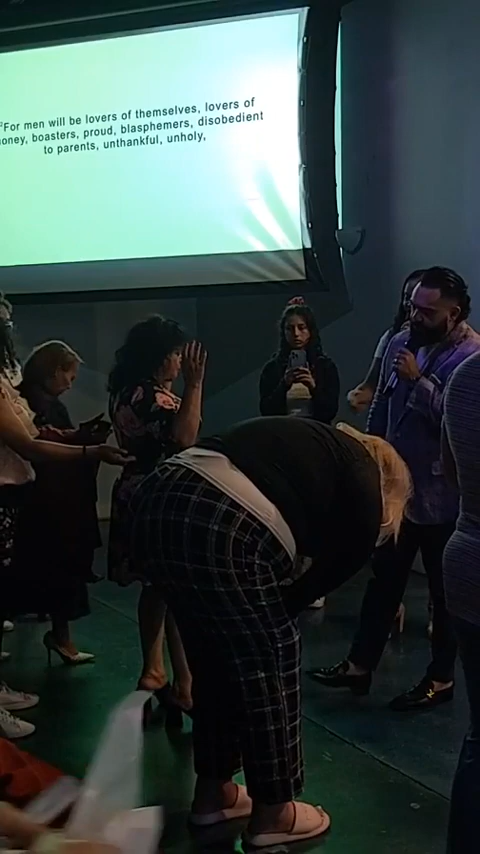 ²For men will be lovers of themselves, lovers of
oney, boasters, proud, blasphemers, disobedient
to parents, unthankful, unholy,